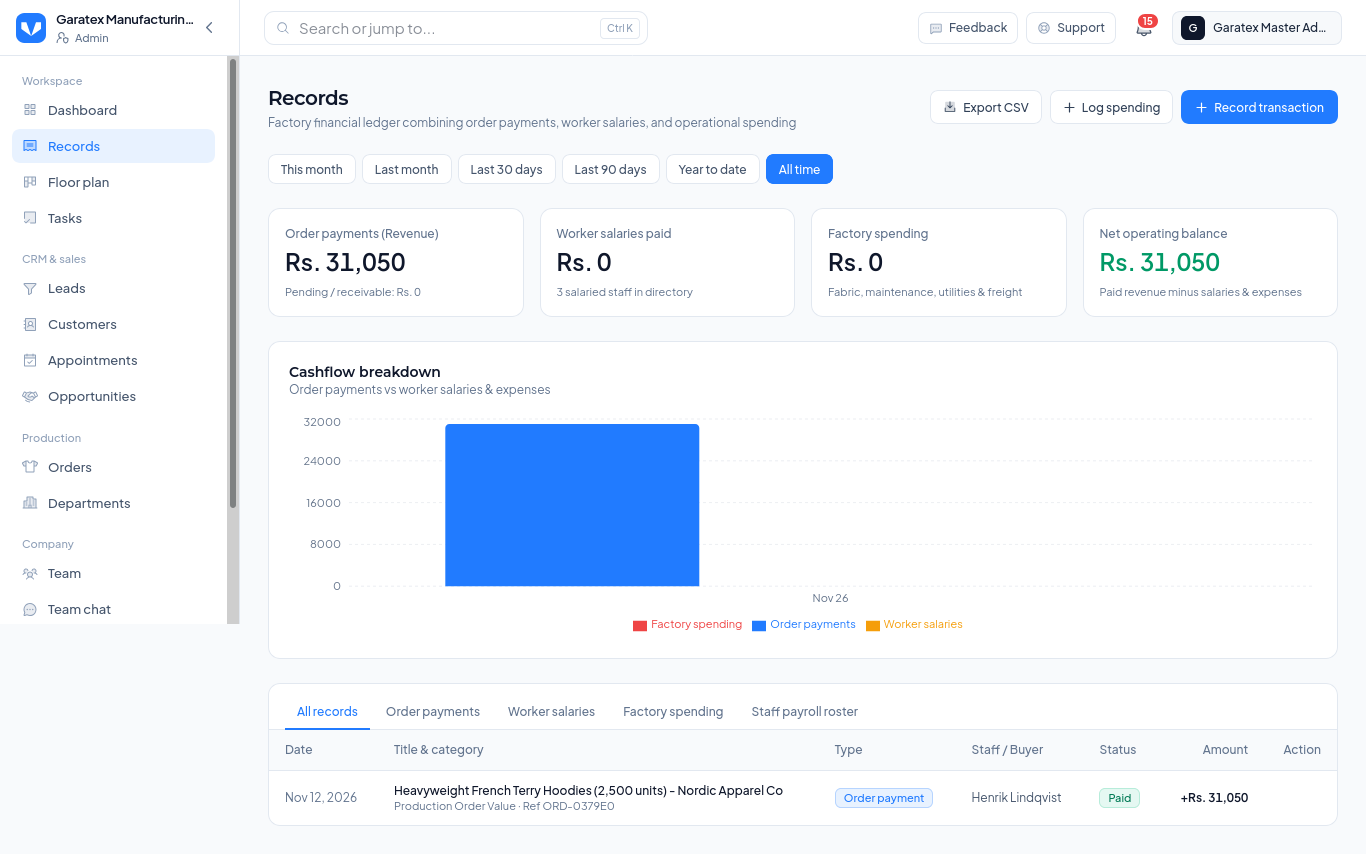 Garatex Manufacturin...
Admin
Search or jump to...
Ctrl K
Feedback
Support
15
G
Garatex Master Ad...
Workspace
Dashboard
Records
Floor plan
Tasks
CRM & sales
Leads
Customers
Appointments
Opportunities
Production
Orders
Departments
Company
Team
Team chat
Records
Factory financial ledger combining order payments, worker salaries, and operational spending
Export CSV
Log spending
Record transaction
This month
Last month
Last 30 days
Last 90 days
Year to date
All time
Order payments (Revenue)
Rs. 31,050
Pending / receivable: Rs. 0
Worker salaries paid
Rs. 0
3 salaried staff in directory
Factory spending
Rs. 0
Fabric, maintenance, utilities & freight
Net operating balance
Rs. 31,050
Paid revenue minus salaries & expenses
Cashflow breakdown
Order payments vs worker salaries & expenses
32000
24000
16000
8000
0
Nov 26
Factory spending
Order payments
Worker salaries
All records
Order payments
Worker salaries
Factory spending
Staff payroll roster
Date
Title & category
Type
Staff / Buyer
Status
Amount
Action
Nov 12, 2026
Heavyweight French Terry Hoodies (2,500 units) - Nordic Apparel Co
Production Order Value · Ref ORD-0379E0
Order payment
Henrik Lindqvist
Paid
+Rs. 31,050